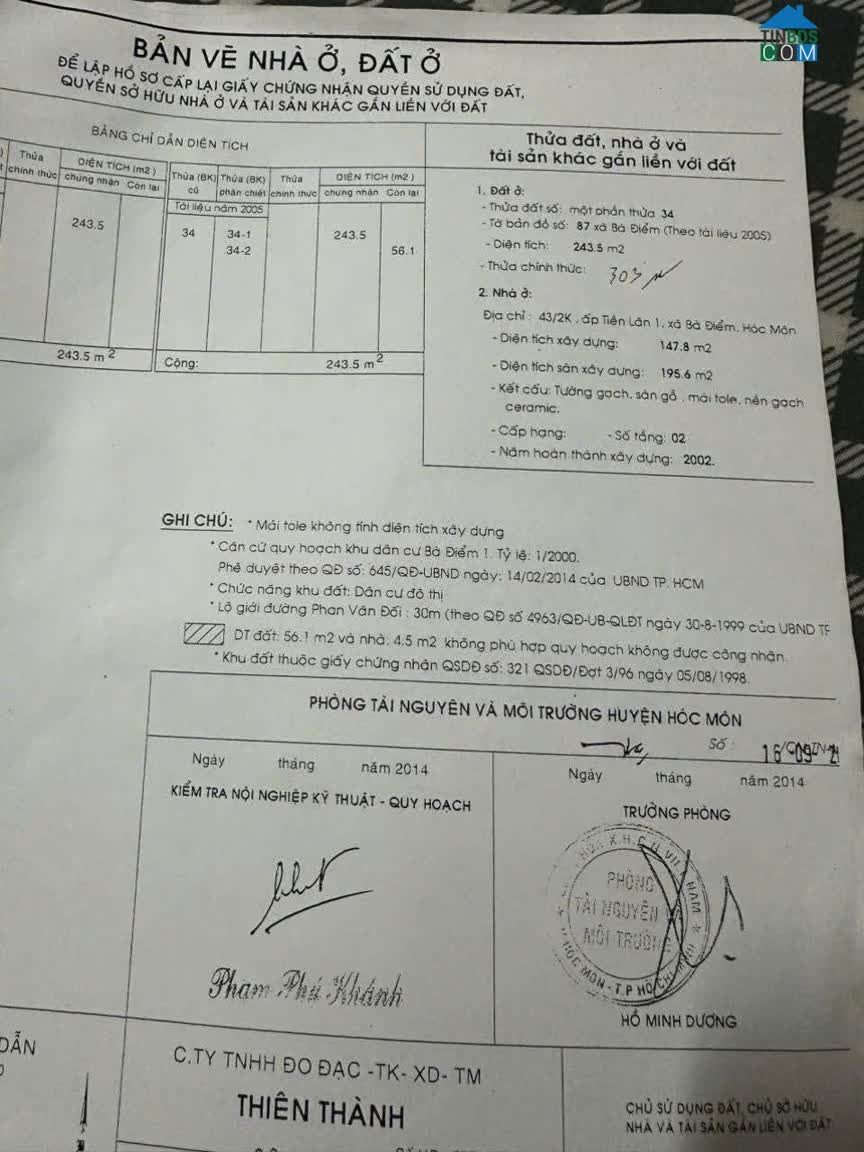 TINBDS
COM
BẢN VẼ NHÀ Ở, ĐẤT Ở
ĐỂ LẬP HỒ SƠ CẤP LẠI GIẤY CHỨNG NHẬN QUYỀN SỬ DỤNG ĐẤT,
QUYỀN SỞ HỮU NHÀ Ở VÀ TÀI SẢN KHÁC GẮN LIỀN VỚI ĐẤT
BẢNG CHỈ DẪN DIỆN TÍCH
Thửa chính thức
DIỆN TÍCH (m2)
chứng nhận
Còn lại
Thửa (BK) cũ
Thửa (BK) phân chiết
Thửa chính thức
DIỆN TÍCH (m2)
chứng nhận
Còn lại
Tài liệu năm 2005
243.5
34
34-1
243.5
34-2
56.1
243.5 m2
Cộng:
243.5 m2
Thửa đất, nhà ở và
tài sản khác gắn liền với đất
1. Đất ở:
- Thửa đất số: một phần thửa 34
- Tờ bản đồ số: 87 xã Bà Điểm (Theo tài liệu 2005)
- Diện tích: 243.5 m2
- Thửa chính thức: 303
2. Nhà ở:
Địa chỉ : 43/2K , ấp Tiền Lân 1, xã Bà Điểm, Hóc Môn
- Diện tích xây dựng: 147.8 m2
- Diện tích sàn xây dựng: 195.6 m2
- Kết cấu: Tường gạch, sàn gỗ , mái tole, nền gạch
ceramic.
- Cấp hạng: - Số tầng: 02
- Năm hoàn thành xây dựng: 2002.
GHI CHÚ: * Mái tole không tính diện tích xây dựng
* Căn cứ quy hoạch khu dân cư Bà Điểm 1. Tỷ lệ: 1/2000.
Phê duyệt theo QĐ số: 645/QĐ-UBND ngày: 14/02/2014 của UBND TP. HCM
* Chức năng khu đất: Dân cư đô thị
* Lộ giới đường Phan Văn Đối : 30m (theo QĐ số 4963/QĐ-UB-QLĐT ngày 30-8-1999 của UBND TP
DT đất: 56.1 m2 và nhà: 4.5 m2 không phù hợp quy hoạch không được công nhận.
* Khu đất thuộc giấy chứng nhận QSDĐ số: 321 QSDĐ/Đợt 3/96 ngày 05/08/1998.
PHÒNG TÀI NGUYÊN VÀ MÔI TRƯỜNG HUYỆN HÓC MÔN
Số :
Ngày tháng năm 2014
KIỂM TRA NỘI NGHIỆP KỸ THUẬT - QUY HOẠCH
Phạm Phú Khánh
Ngày tháng năm 2014
TRƯỞNG PHÒNG
PHÒNG
TÀI NGUYÊN
MÔI TRƯỜN
HÓC MÔN - T.P HỒ CHÍ MINH
HỒ MINH DƯƠNG
DẪN
C.TY TNHH ĐO ĐẠC -TK- XD- TM
THIÊN THÀNH
CHỦ SỬ DỤNG ĐẤT, CHỦ SỞ HỮU
NHÀ VÀ TÀI SẢN GẮN LIỀN VỚI ĐẤT